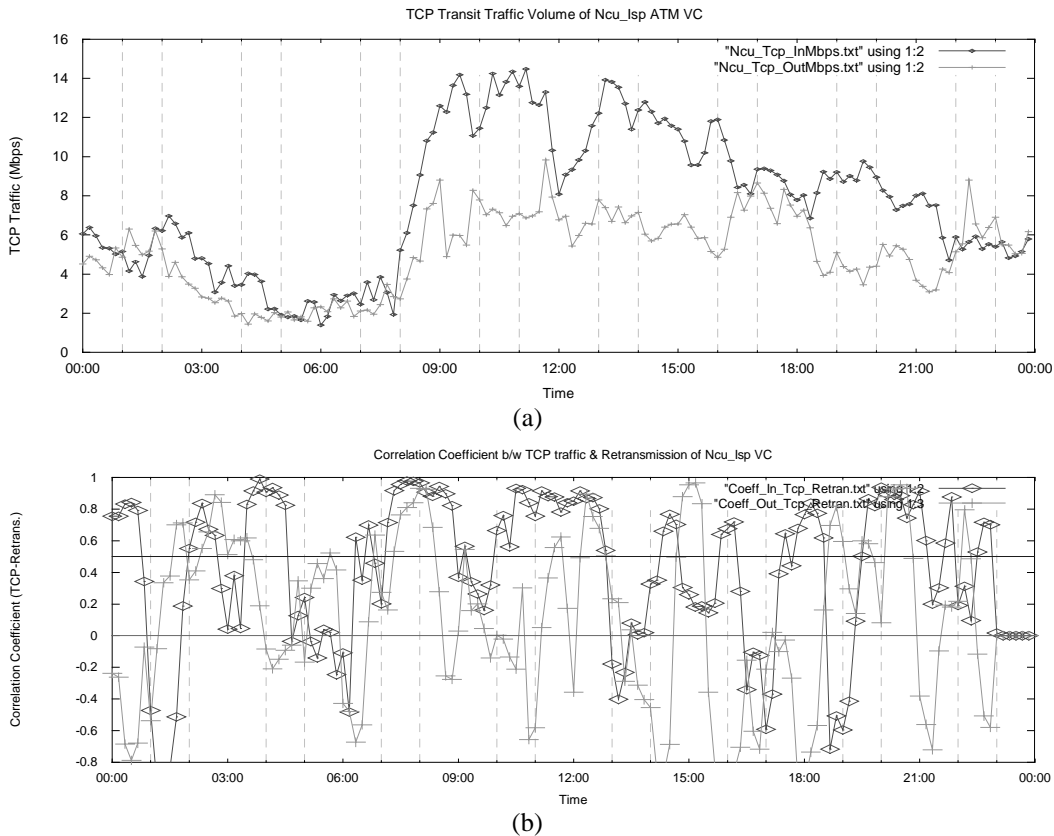 TCP Transit Traffic Volume of Ncu_Isp ATM VC
16
14
12
10
8
6
4
2
0
TCP Traffic (Mbps)
"Ncu_Tcp_InMbps.txt" using 1:2
"Ncu_Tcp_OutMbps.txt" using 1:2
00:00 03:00 06:00 09:00 12:00 15:00 18:00 21:00 00:00
Time
(a)
Correlation Coefficient b/w TCP traffic & Retransmission of Ncu_Isp VC
1
0.8
0.6
0.4
0.2
0
-0.2
-0.4
-0.6
-0.8
Correlation Coefficient (TCP-Retrans.)
"Coeff_In_Tcp_Retran.txt" using 1:2
"Coeff_Out_Tcp_Retran.txt" using 1:3
00:00 03:00 06:00 09:00 12:00 15:00 18:00 21:00 00:00
Time
(b)